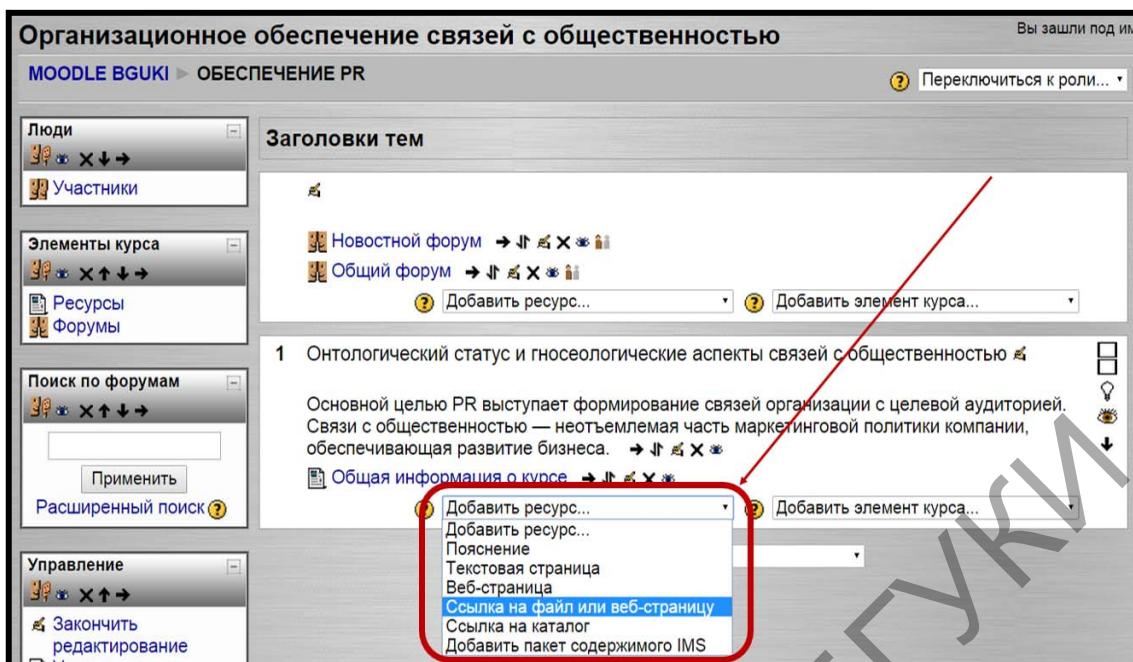 Организационное обеспечение связей с общественностью
Вы зашли под им
MOODLE BGUKI ► ОБЕСПЕЧЕНИЕ PR
Переключиться к роли...
Люди
Участники
Элементы курса
Ресурсы
Форумы
Поиск по форумам
Применить
Расширенный поиск
Управление
Закончить
редактирование
Заголовки тем
Новостной форум
Общий форум
Добавить ресурс...
Добавить элемент курса...
1 Онтологический статус и гносеологические аспекты связей с общественностью
Основной целью PR выступает формирование связей организации с целевой аудиторией.
Связи с общественностью — неотъемлемая часть маркетинговой политики компании,
обеспечивающая развитие бизнеса.
Общая информация о курсе
Добавить ресурс...
Добавить элемент курса...
Добавить ресурс...
Пояснение
Текстовая страница
Веб-страница
Ссылка на файл или веб-страницу
Ссылка на каталог
Добавить пакет содержимого IMS